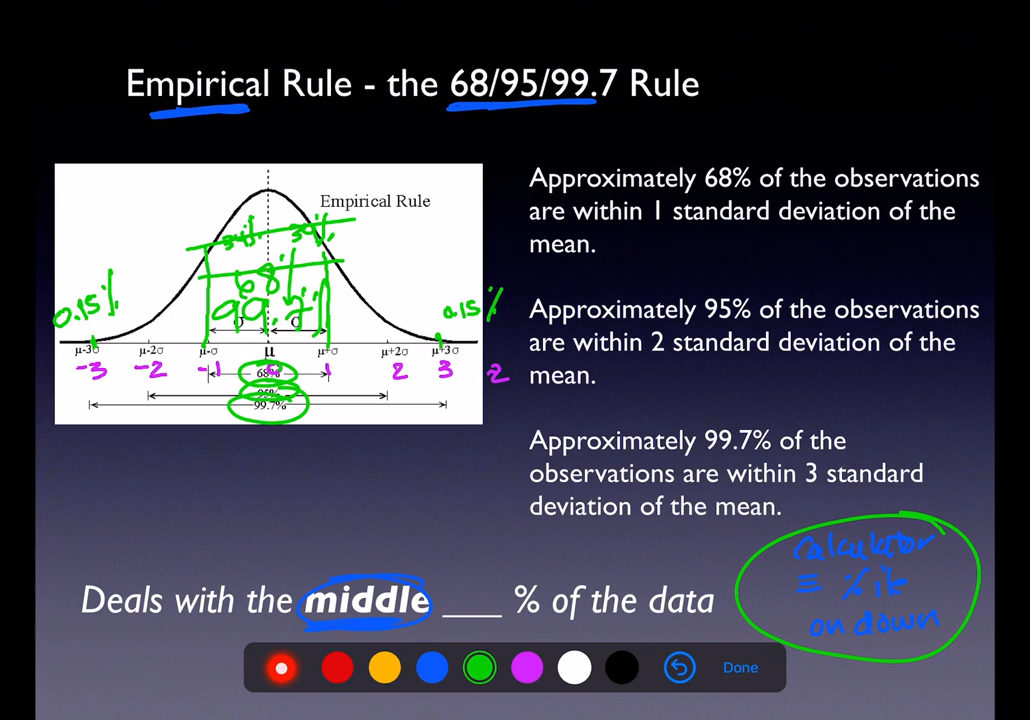 Empirical Rule - the 68/95/99.7 Rule
Empirical Rule
34%
34%
68%
99.7%
0.15%
0.15%
σ σ
μ-3σ μ-2σ μ-σ μ μ+σ μ+2σ μ+3σ
-3 -2 -1 0 1 2 3 z
68%
95%
99.7%
Approximately 68% of the observations
are within 1 standard deviation of the
mean.
Approximately 95% of the observations
are within 2 standard deviation of the
mean.
Approximately 99.7% of the
observations are within 3 standard
deviation of the mean.
Deals with the middle ___ % of the data
calculator
= %ile
on down
Done